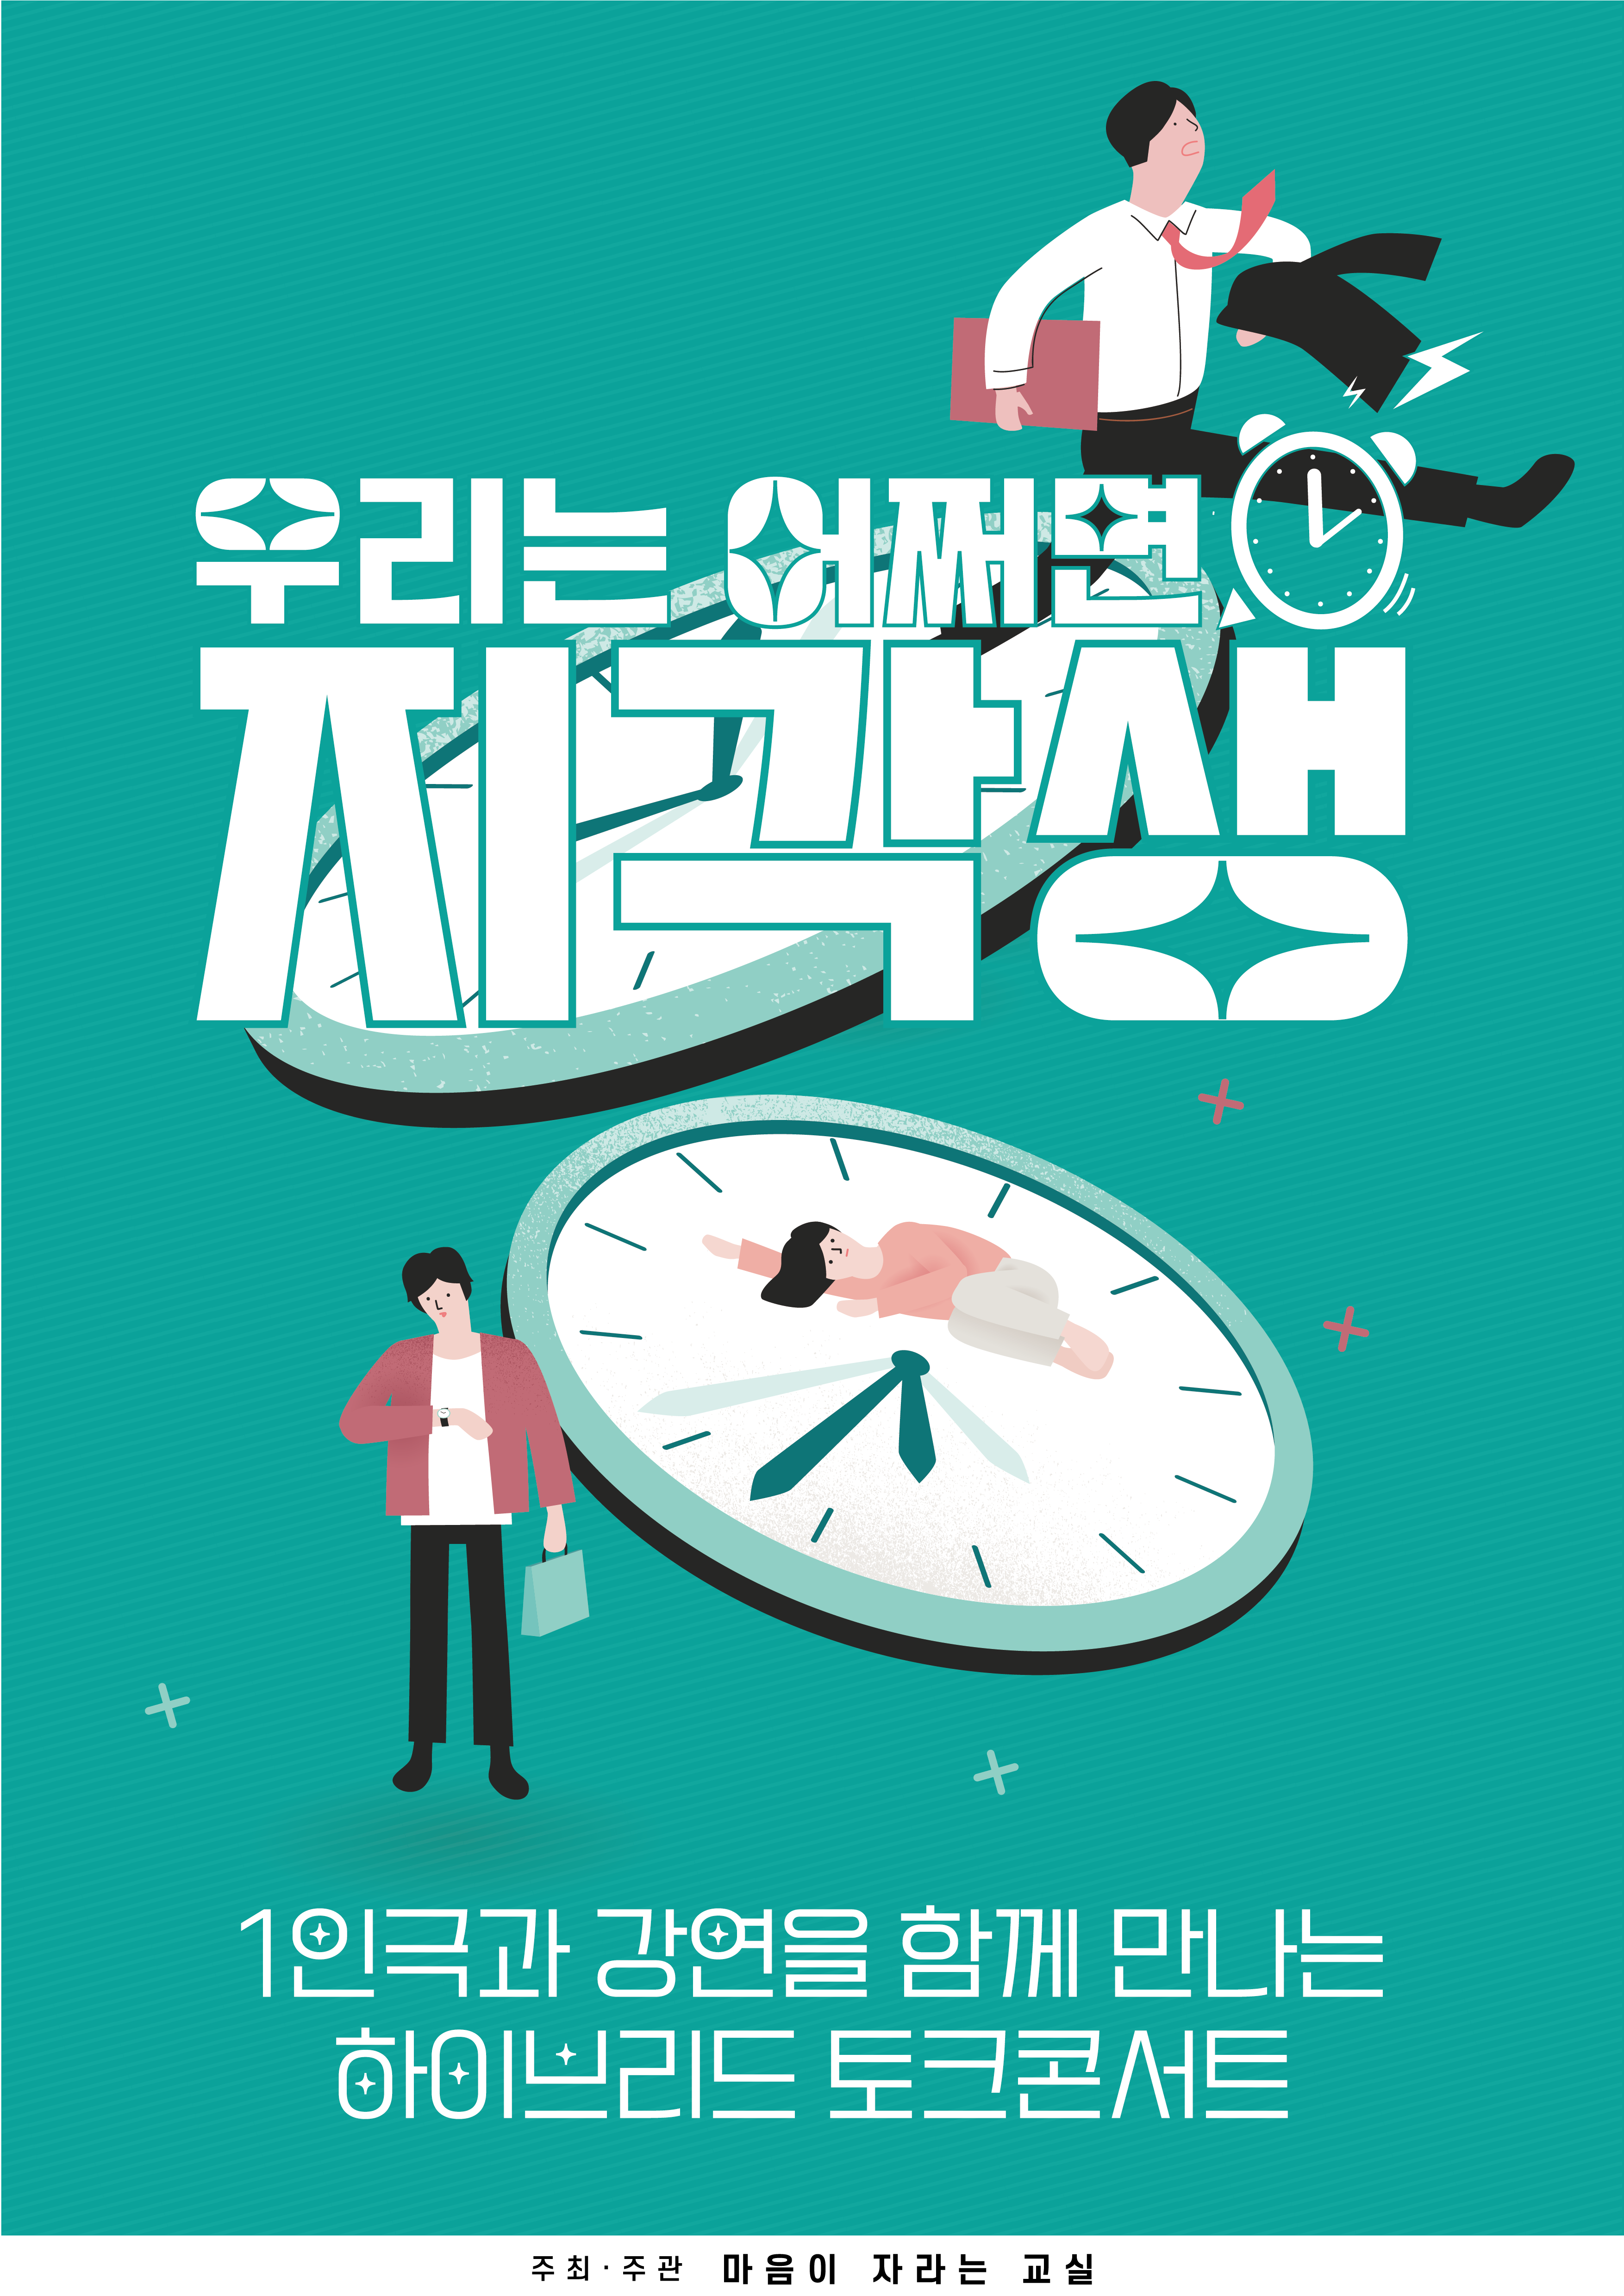 우리는 어쩌면
지각생
1인극과 강연을 함께 만나는
하이브리드 토크콘서트
주최·주관 마음이 자라는 교실